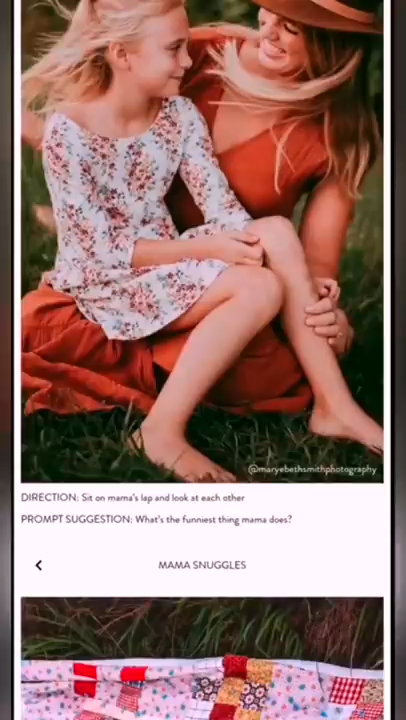 @maryebethsmithphotography
DIRECTION: Sit on mama's lap and look at each other
PROMPT SUGGESTION: What's the funniest thing mama does?
MAMA SNUGGLES